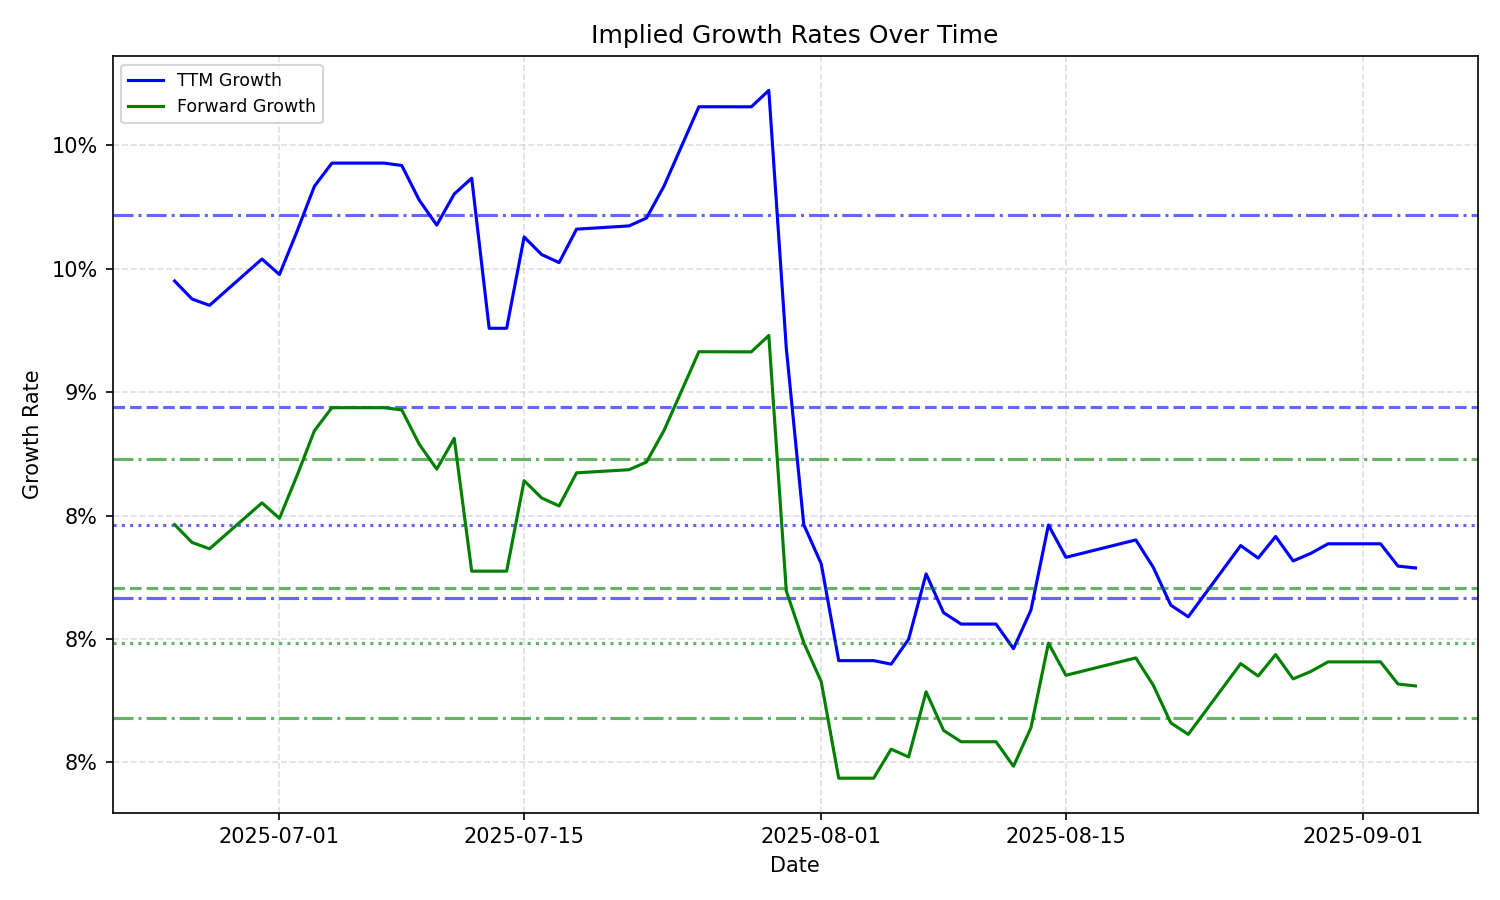 Implied Growth Rates Over Time
TTM Growth
Forward Growth
10%
10%
9%
8%
8%
8%
Growth Rate
2025-07-01
2025-07-15
2025-08-01
2025-08-15
2025-09-01
Date